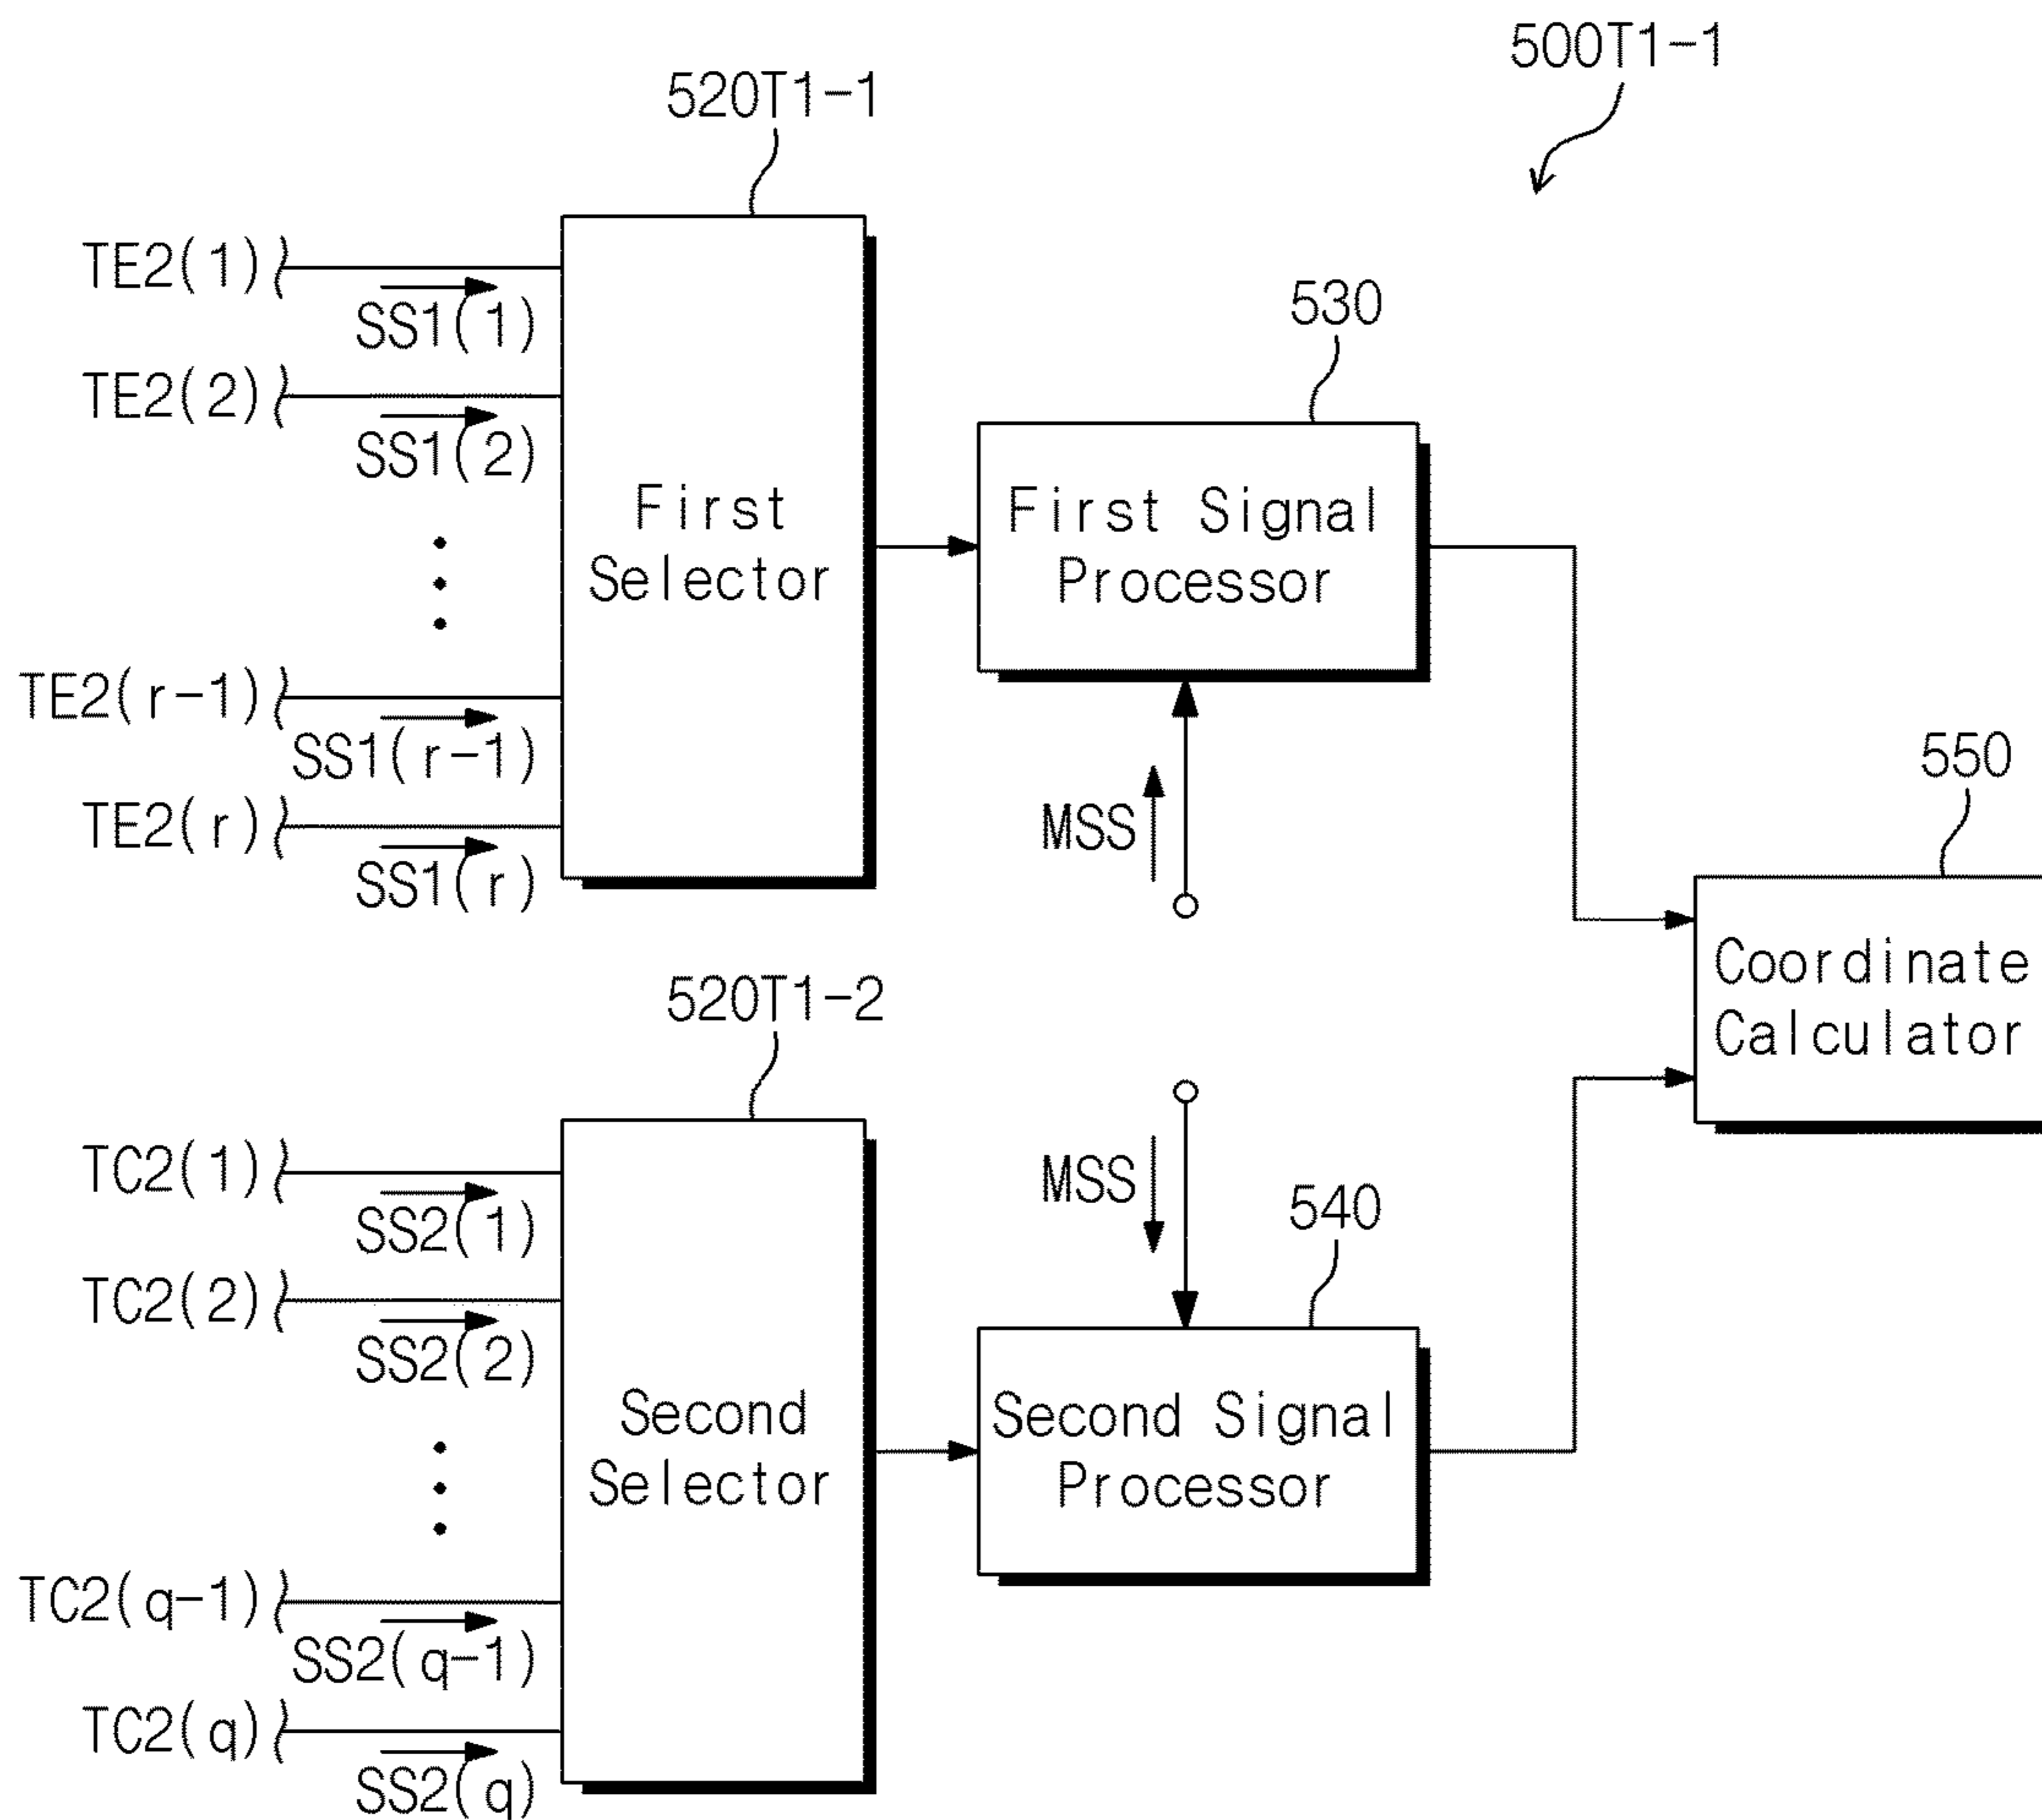 500T1-1
520T1-1
TE2(1)
SS1(1)
TE2(2)
SS1(2)
First
Selector
TE2(r-1)
SS1(r-1)
TE2(r)
SS1(r)
530
First Signal
Processor
MSS
550
Coordinate
Calculator
520T1-2
TC2(1)
SS2(1)
TC2(2)
SS2(2)
Second
Selector
TC2(q-1)
SS2(q-1)
TC2(q)
SS2(q)
MSS
540
Second Signal
Processor